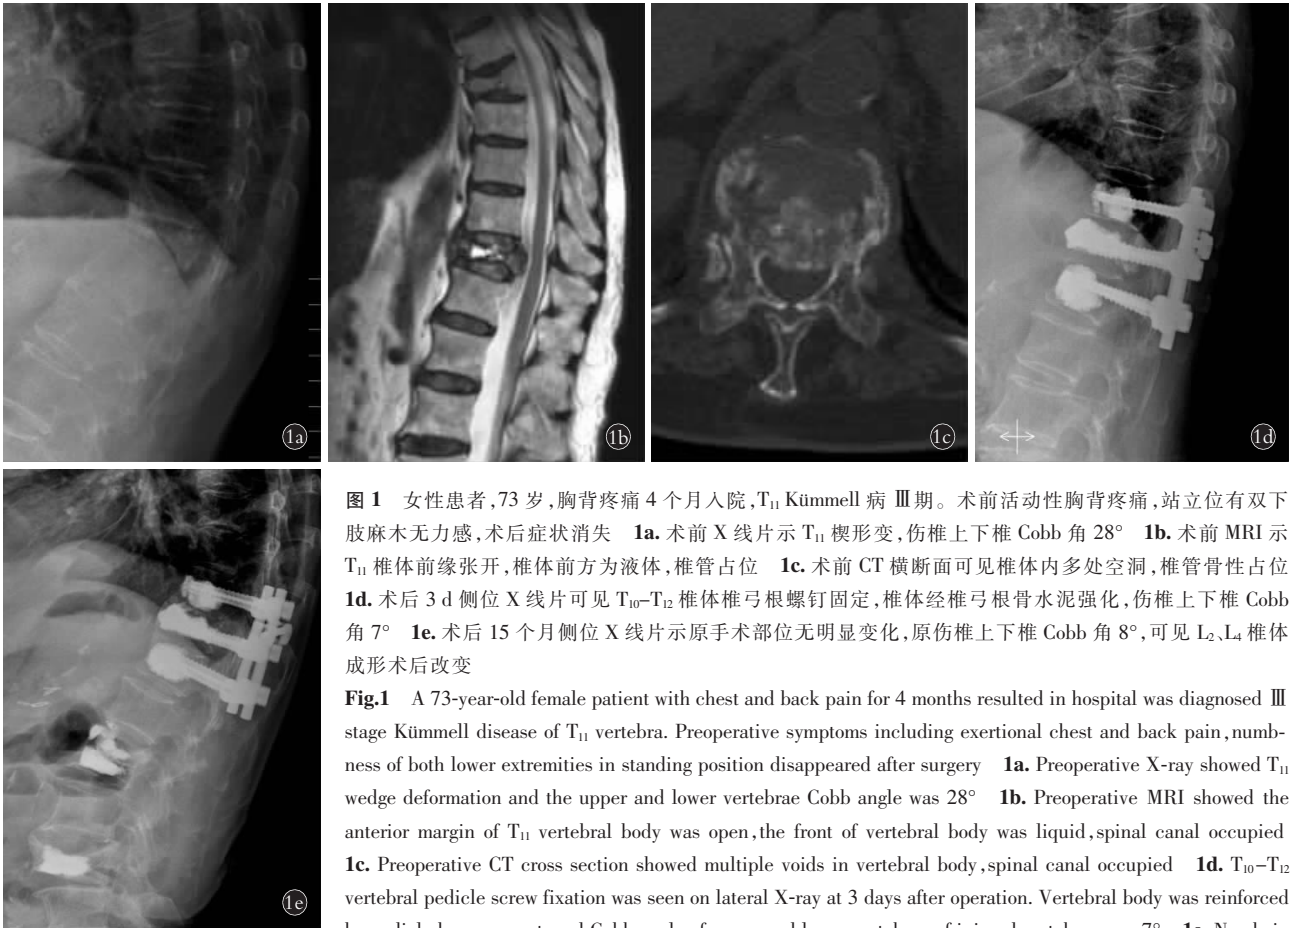 1a
1b
1c
1d
1e
图 1 女性患者,73 岁,胸背疼痛 4 个月入院,T₁₁ Kümmell 病 Ⅲ期。术前活动性胸背疼痛,站立位有双下
肢麻木无力感,术后症状消失 1a. 术前 X 线片示 T₁₁ 楔形变,伤椎上下椎 Cobb 角 28° 1b. 术前 MRI 示
T₁₁ 椎体前缘张开,椎体前方为液体,椎管占位 1c. 术前 CT 横断面可见椎体内多处空洞,椎管骨性占位
1d. 术后 3 d 侧位 X 线片可见 T₁₀–T₁₂ 椎体椎弓根螺钉固定,椎体经椎弓根骨水泥强化,伤椎上下椎 Cobb
角 7° 1e. 术后 15 个月侧位 X 线片示原手术部位无明显变化,原伤椎上下椎 Cobb 角 8°,可见 L₂、L₄ 椎体
成形术后改变
Fig.1 A 73-year-old female patient with chest and back pain for 4 months resulted in hospital was diagnosed Ⅲ
stage Kümmell disease of T₁₁ vertebra. Preoperative symptoms including exertional chest and back pain,numb-
ness of both lower extremities in standing position disappeared after surgery 1a. Preoperative X-ray showed T₁₁
wedge deformation and the upper and lower vertebrae Cobb angle was 28° 1b. Preoperative MRI showed the
anterior margin of T₁₁ vertebral body was open,the front of vertebral body was liquid,spinal canal occupied
1c. Preoperative CT cross section showed multiple voids in vertebral body,spinal canal occupied 1d. T₁₀–T₁₂
vertebral pedicle screw fixation was seen on lateral X-ray at 3 days after operation. Vertebral body was reinforced